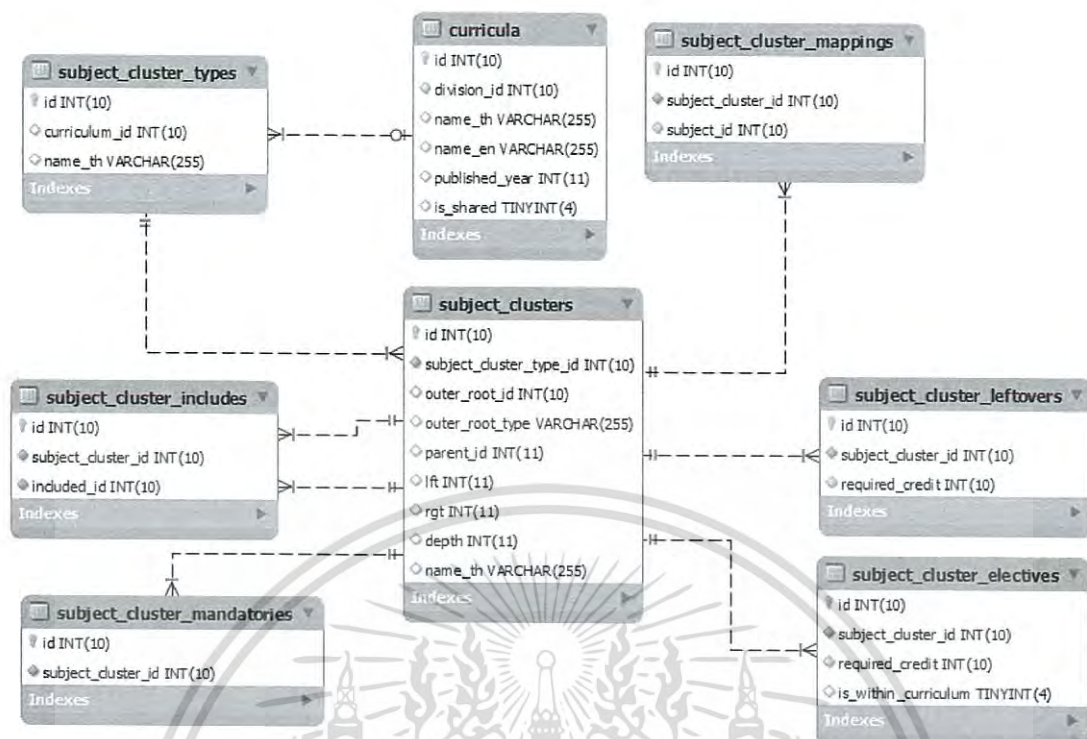 subject_cluster_types
id INT(10)
curriculum_id INT(10)
name_th VARCHAR(255)
Indexes
curricula
id INT(10)
division_id INT(10)
name_th VARCHAR(255)
name_en VARCHAR(255)
published_year INT(11)
is_shared TINYINT(4)
Indexes
subject_cluster_mappings
id INT(10)
subject_cluster_id INT(10)
subject_id INT(10)
Indexes
subject_clusters
id INT(10)
subject_cluster_type_id INT(10)
outer_root_id INT(10)
outer_root_type VARCHAR(255)
parent_id INT(11)
lft INT(11)
rgt INT(11)
depth INT(11)
name_th VARCHAR(255)
Indexes
subject_cluster_includes
id INT(10)
subject_cluster_id INT(10)
included_id INT(10)
Indexes
subject_cluster_leftovers
id INT(10)
subject_cluster_id INT(10)
required_credit INT(10)
Indexes
subject_cluster_mandatories
id INT(10)
subject_cluster_id INT(10)
Indexes
subject_cluster_electives
id INT(10)
subject_cluster_id INT(10)
required_credit INT(10)
is_within_curriculum TINYINT(4)
Indexes